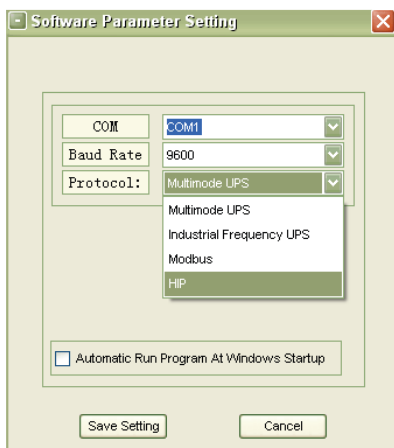 Software Parameter Setting
COM COM1
Baud Rate 9600
Protocol: Multimode UPS
Multimode UPS
Industrial Frequency UPS
Modbus
HIP
Automatic Run Program At Windows Startup
Save Setting Cancel